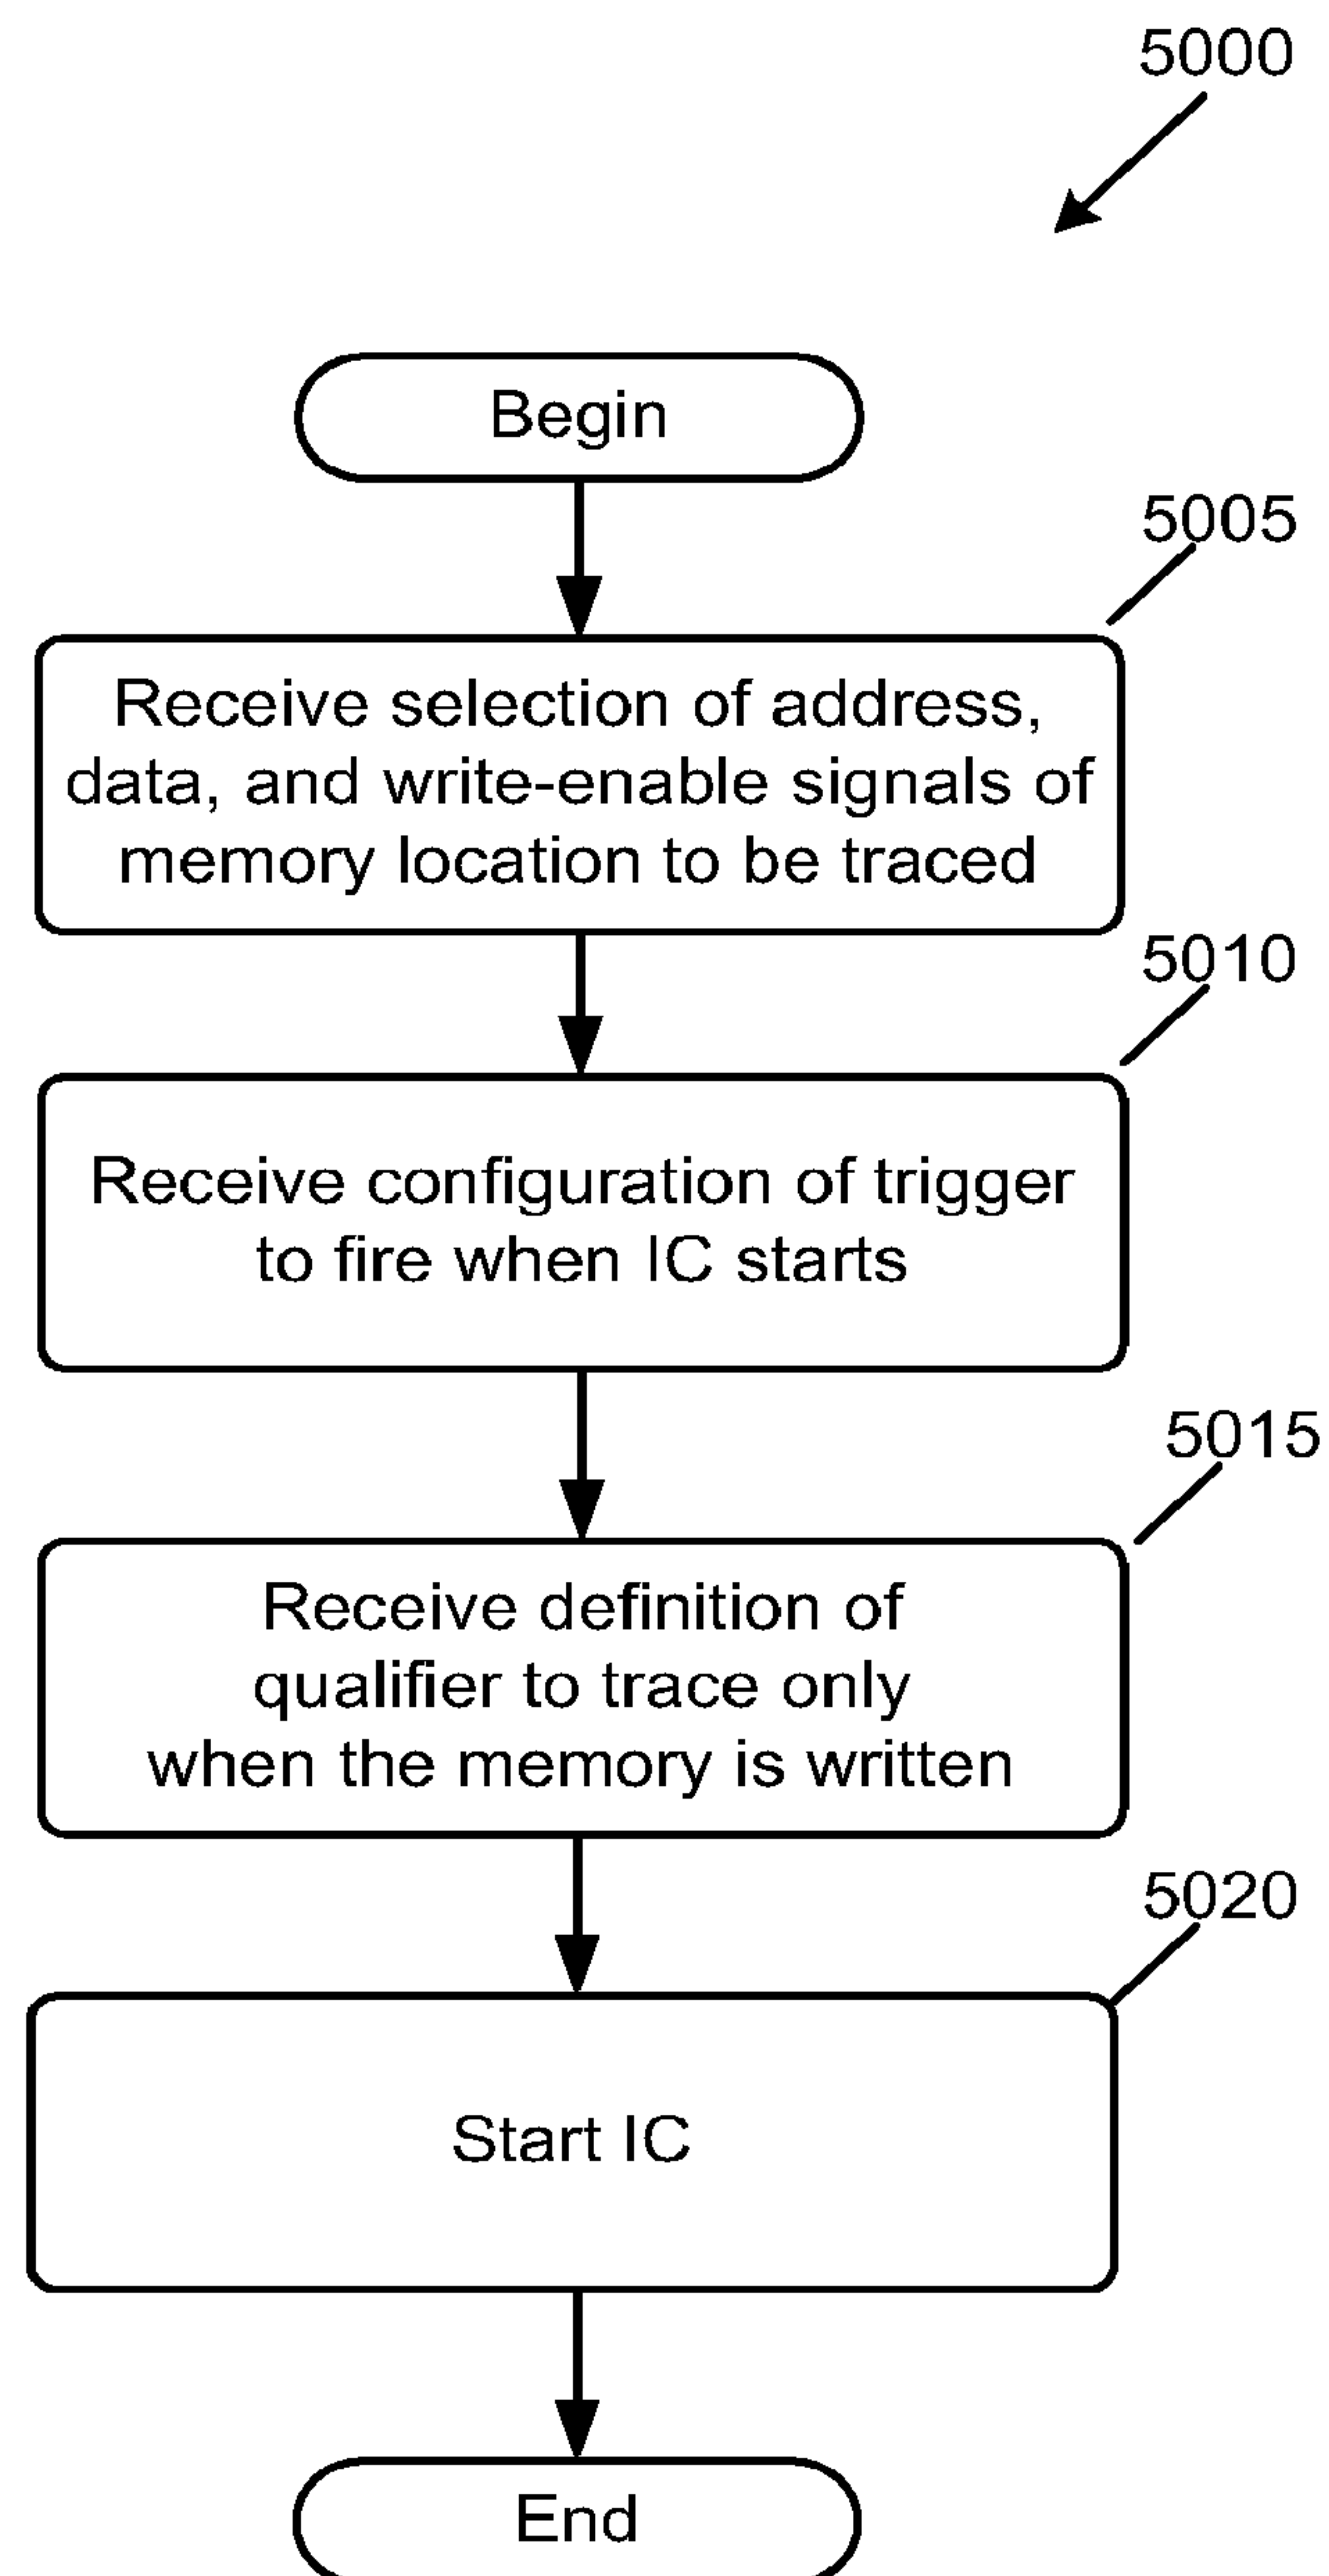 5000
Begin
5005
Receive selection of address,
data, and write-enable signals of
memory location to be traced
5010
Receive configuration of trigger
to fire when IC starts
5015
Receive definition of
qualifier to trace only
when the memory is written
5020
Start IC
End